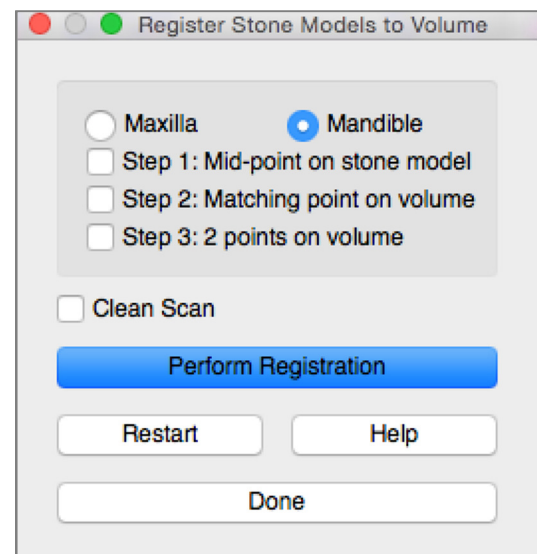 Register Stone Models to Volume
Maxilla Mandible
Step 1: Mid-point on stone model
Step 2: Matching point on volume
Step 3: 2 points on volume
Clean Scan
Perform Registration
Restart Help
Done